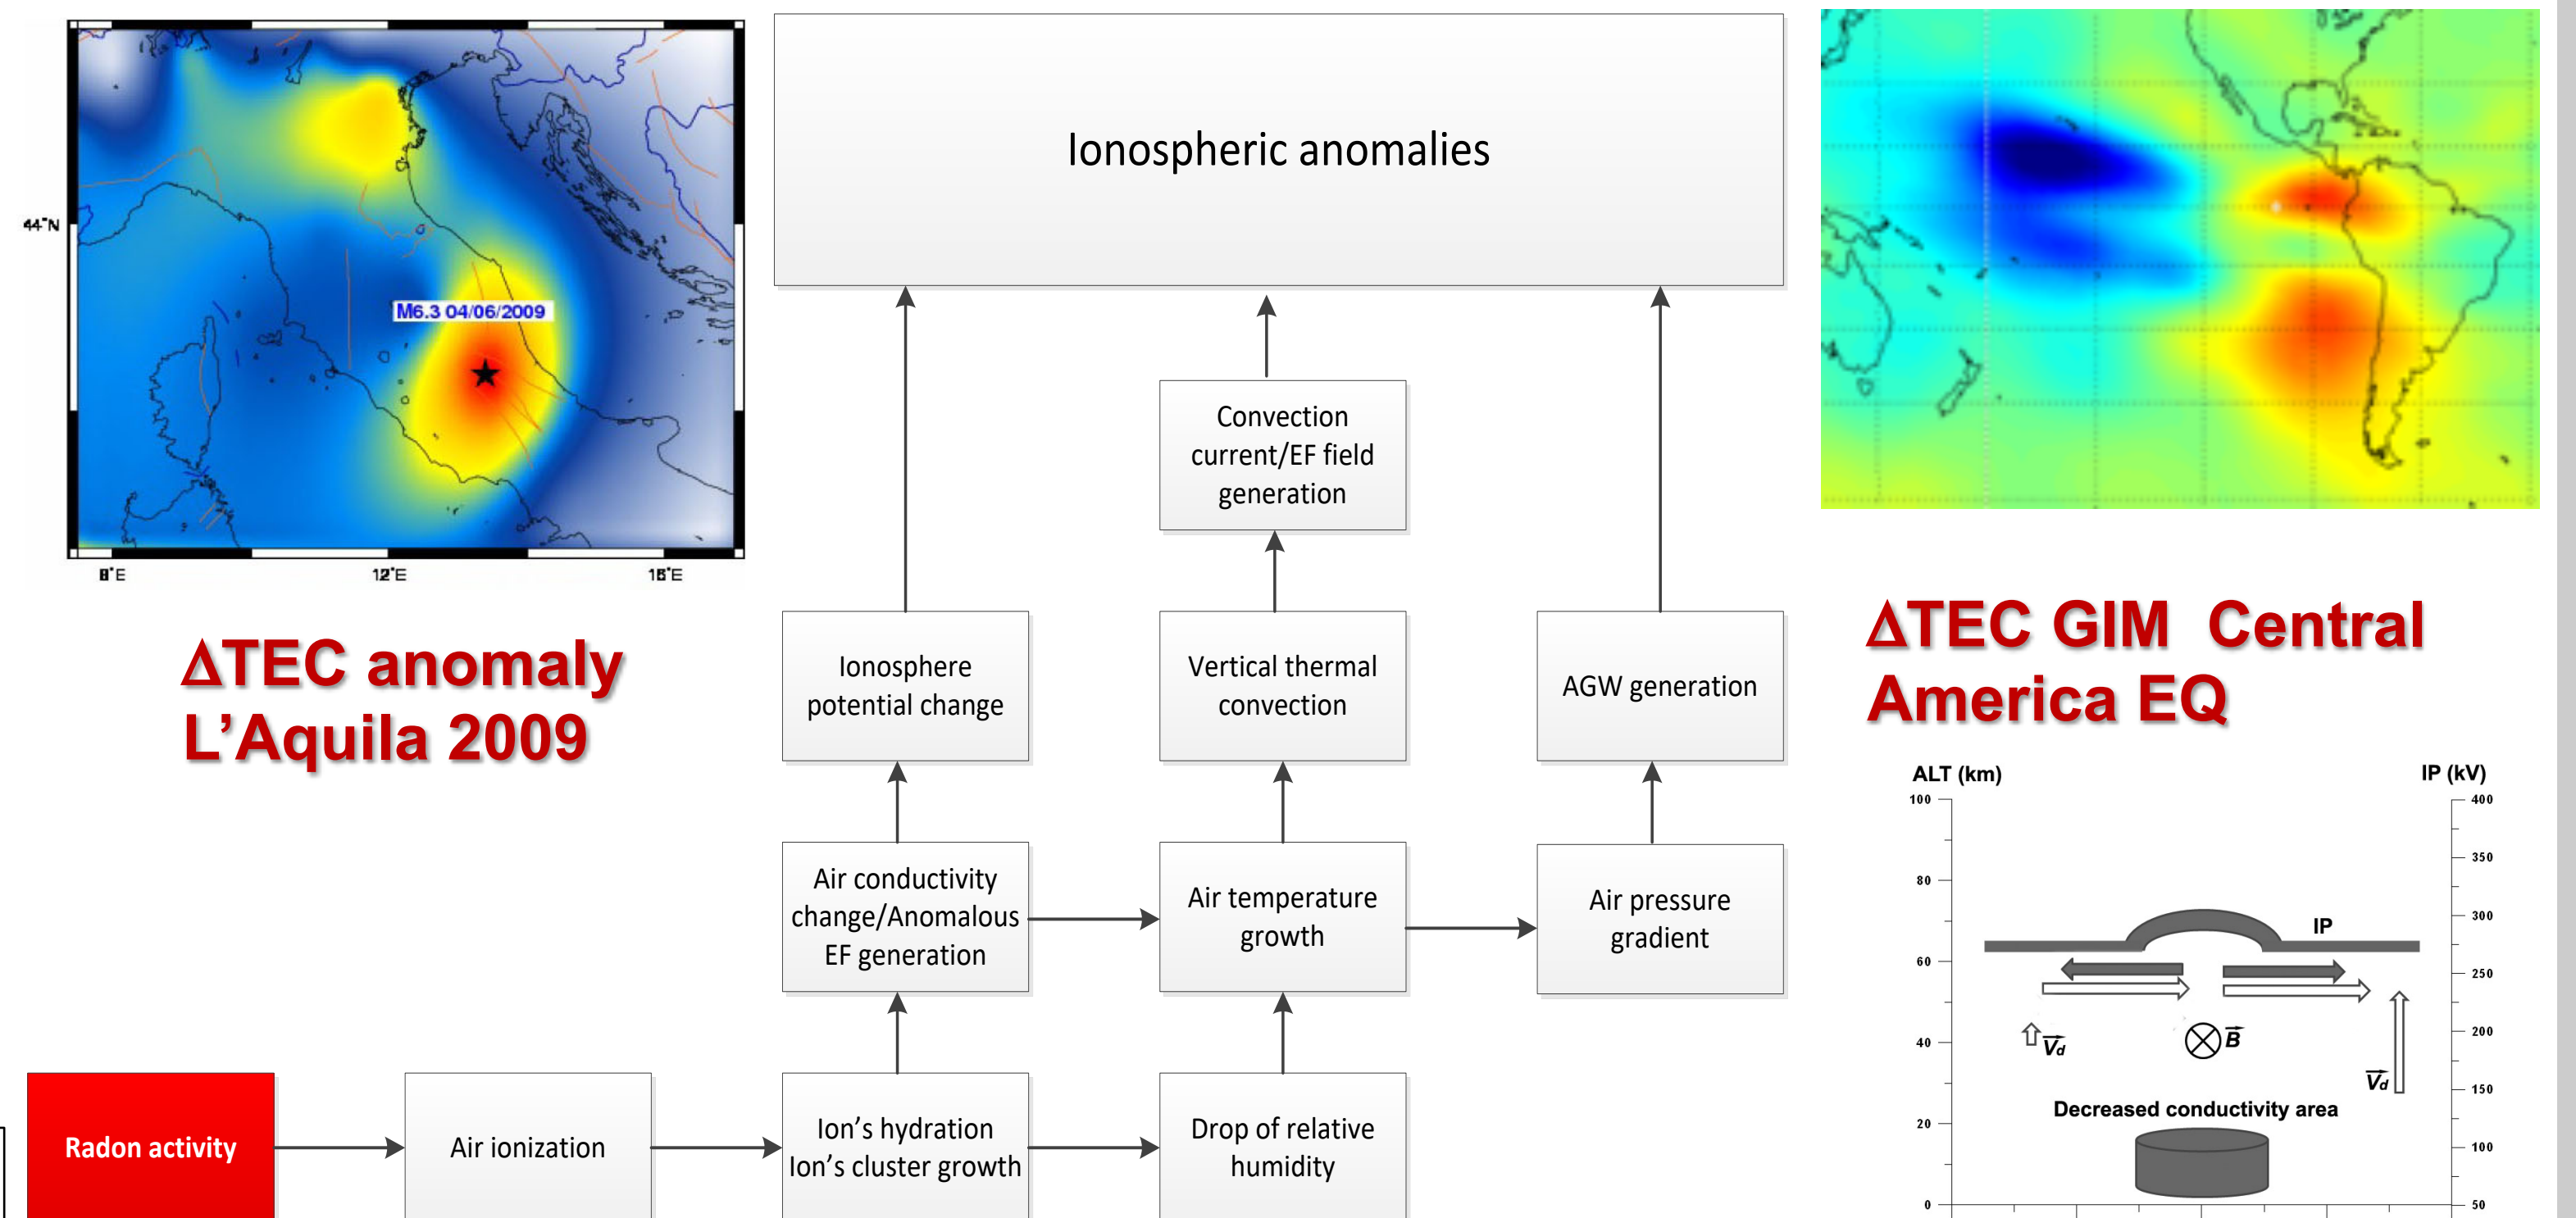 44°N
M6.3 04/06/2009
8°E
12°E
16°E
ΔTEC anomaly
L’Aquila 2009
Ionospheric anomalies
Convection
current/EF field
generation
Ionosphere
potential change
Vertical thermal
convection
AGW generation
Air conductivity
change/Anomalous
EF generation
Air temperature
growth
Air pressure
gradient
Radon activity
Air ionization
Ion’s hydration
Ion’s cluster growth
Drop of relative
humidity
ΔTEC GIM Central
America EQ
ALT (km)
IP (kV)
100
80
60
40
20
0
400
350
300
250
200
150
100
50
IP
Vd
B
Vd
Decreased conductivity area